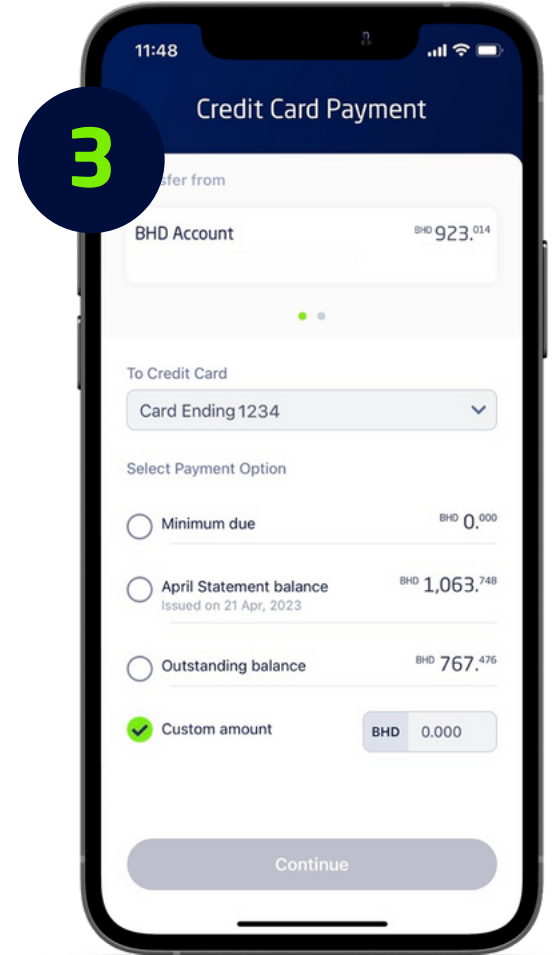 11:48
Credit Card Payment
3
sfer from
BHD Account
BHD 923.014
To Credit Card
Card Ending 1234
Select Payment Option
Minimum due
BHD 0.000
April Statement balance
BHD 1,063.748
Issued on 21 Apr, 2023
Outstanding balance
BHD 767.476
Custom amount
BHD 0.000
Continue